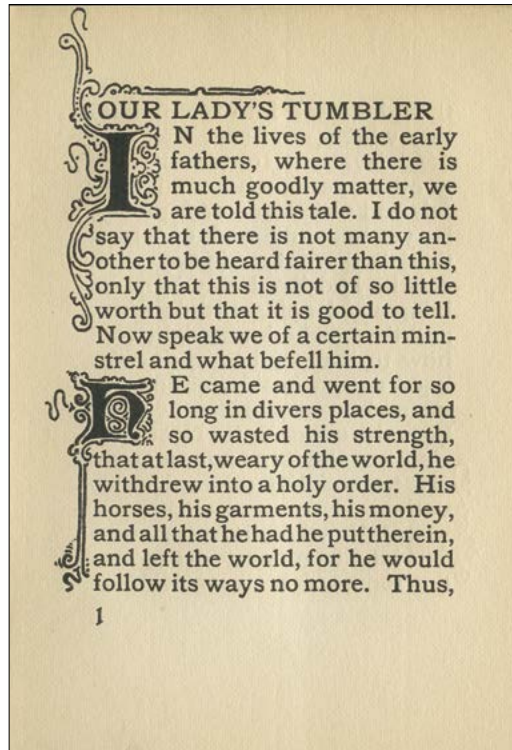 OUR LADY'S TUMBLER
IN the lives of the early
fathers, where there is
much goodly matter, we
are told this tale. I do not
say that there is not many an-
other to be heard fairer than this,
only that this is not of so little
worth but that it is good to tell.
Now speak we of a certain min-
strel and what befell him.
HE came and went for so
long in divers places, and
so wasted his strength,
that at last, weary of the world, he
withdrew into a holy order. His
horses, his garments, his money,
and all that he had he put therein,
and left the world, for he would
follow its ways no more. Thus,
1